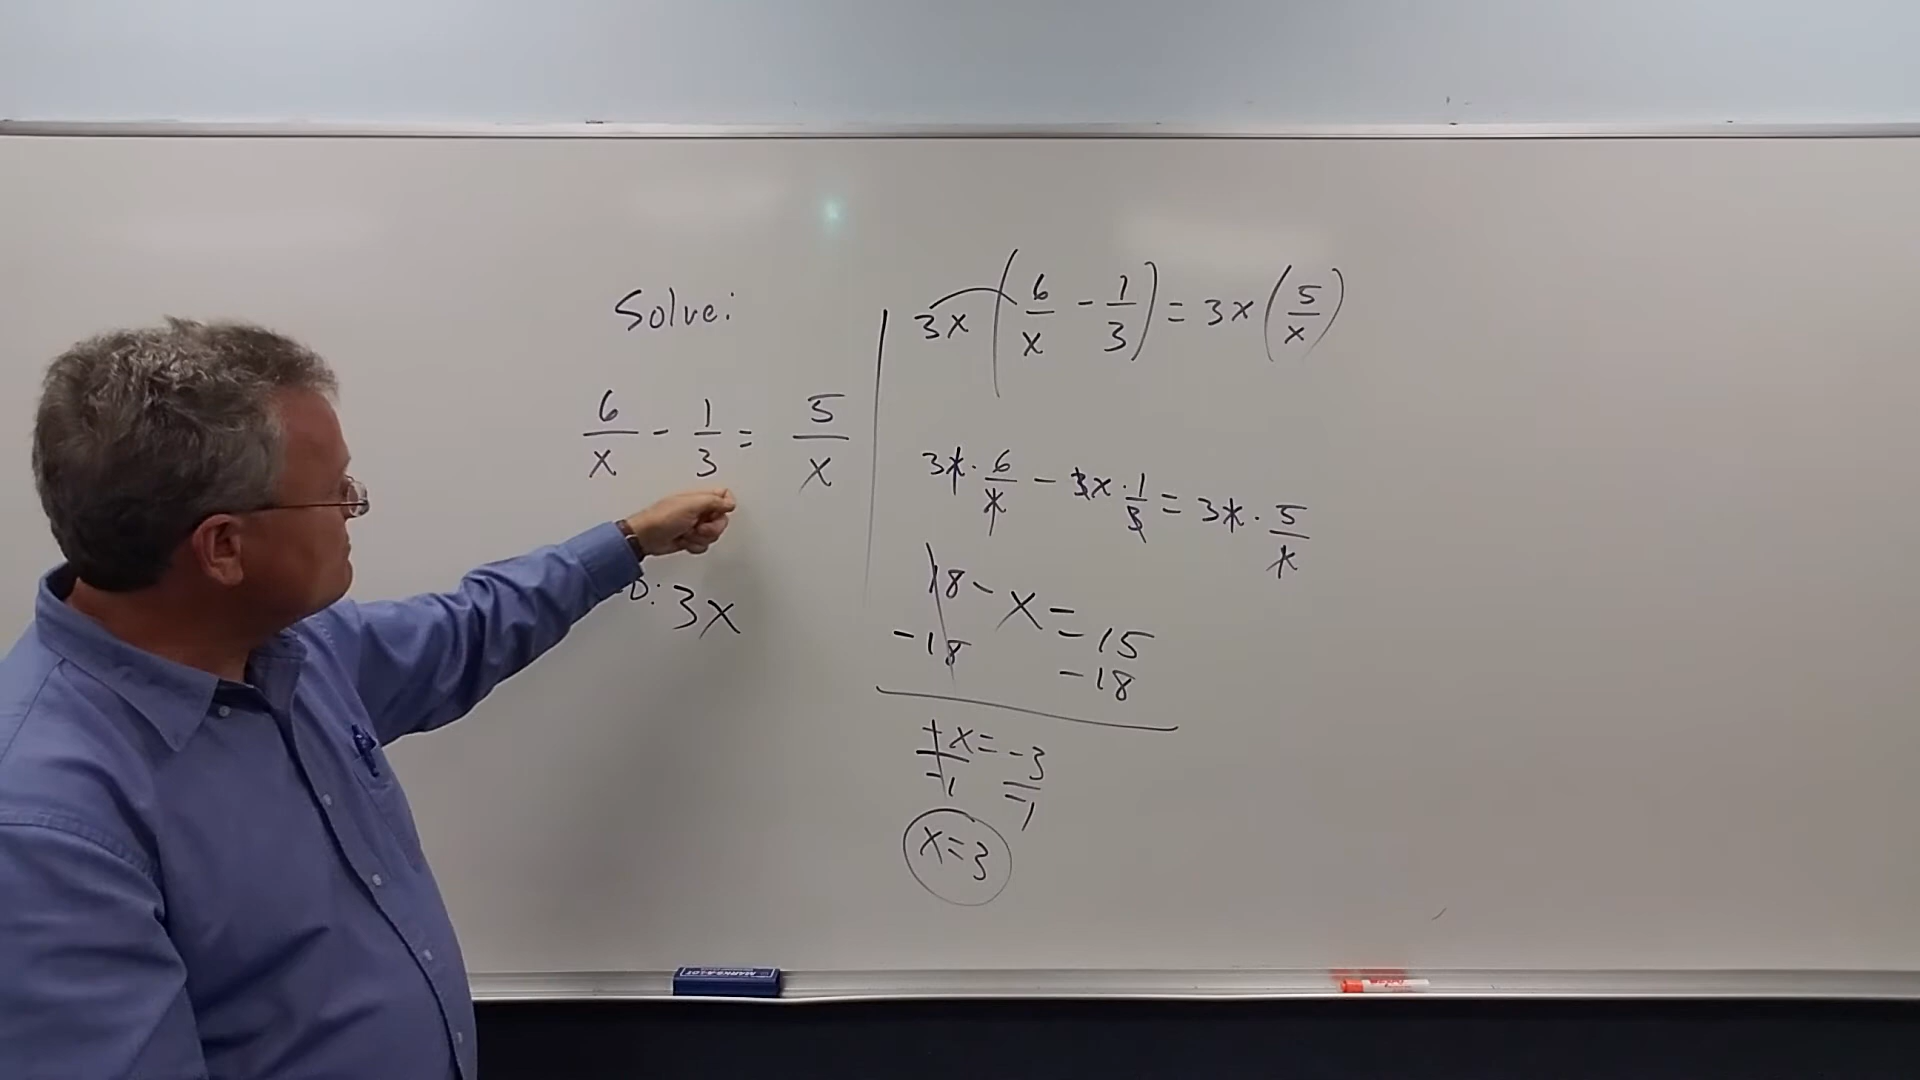 Solve:
6/x - 1/3 = 5/x
D: 3x
3x(6/x - 1/3) = 3x(5/x)
3x · 6/x - 3x · 1/3 = 3x · 5/x
18 - x = 15
-18 -18
-x/-1 = -3/-1
x = 3